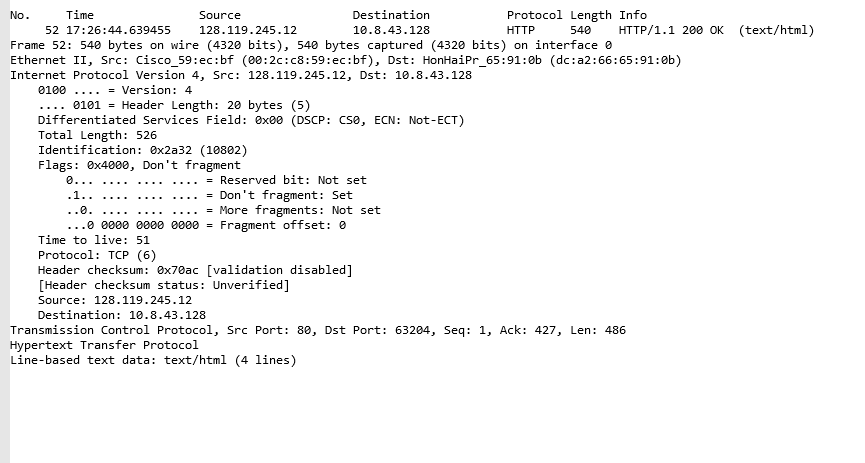 No.     Time               Source                Destination           Protocol Length Info
     52 17:26:44.639455    128.119.245.12        10.8.43.128           HTTP     540    HTTP/1.1 200 OK  (text/html)
Frame 52: 540 bytes on wire (4320 bits), 540 bytes captured (4320 bits) on interface 0
Ethernet II, Src: Cisco_59:ec:bf (00:2c:c8:59:ec:bf), Dst: HonHaiPr_65:91:0b (dc:a2:66:65:91:0b)
Internet Protocol Version 4, Src: 128.119.245.12, Dst: 10.8.43.128
    0100 .... = Version: 4
    .... 0101 = Header Length: 20 bytes (5)
    Differentiated Services Field: 0x00 (DSCP: CS0, ECN: Not-ECT)
    Total Length: 526
    Identification: 0x2a32 (10802)
    Flags: 0x4000, Don't fragment
        0... .... .... .... = Reserved bit: Not set
        .1.. .... .... .... = Don't fragment: Set
        ..0. .... .... .... = More fragments: Not set
        ...0 0000 0000 0000 = Fragment offset: 0
    Time to live: 51
    Protocol: TCP (6)
    Header checksum: 0x70ac [validation disabled]
    [Header checksum status: Unverified]
    Source: 128.119.245.12
    Destination: 10.8.43.128
Transmission Control Protocol, Src Port: 80, Dst Port: 63204, Seq: 1, Ack: 427, Len: 486
Hypertext Transfer Protocol
Line-based text data: text/html (4 lines)